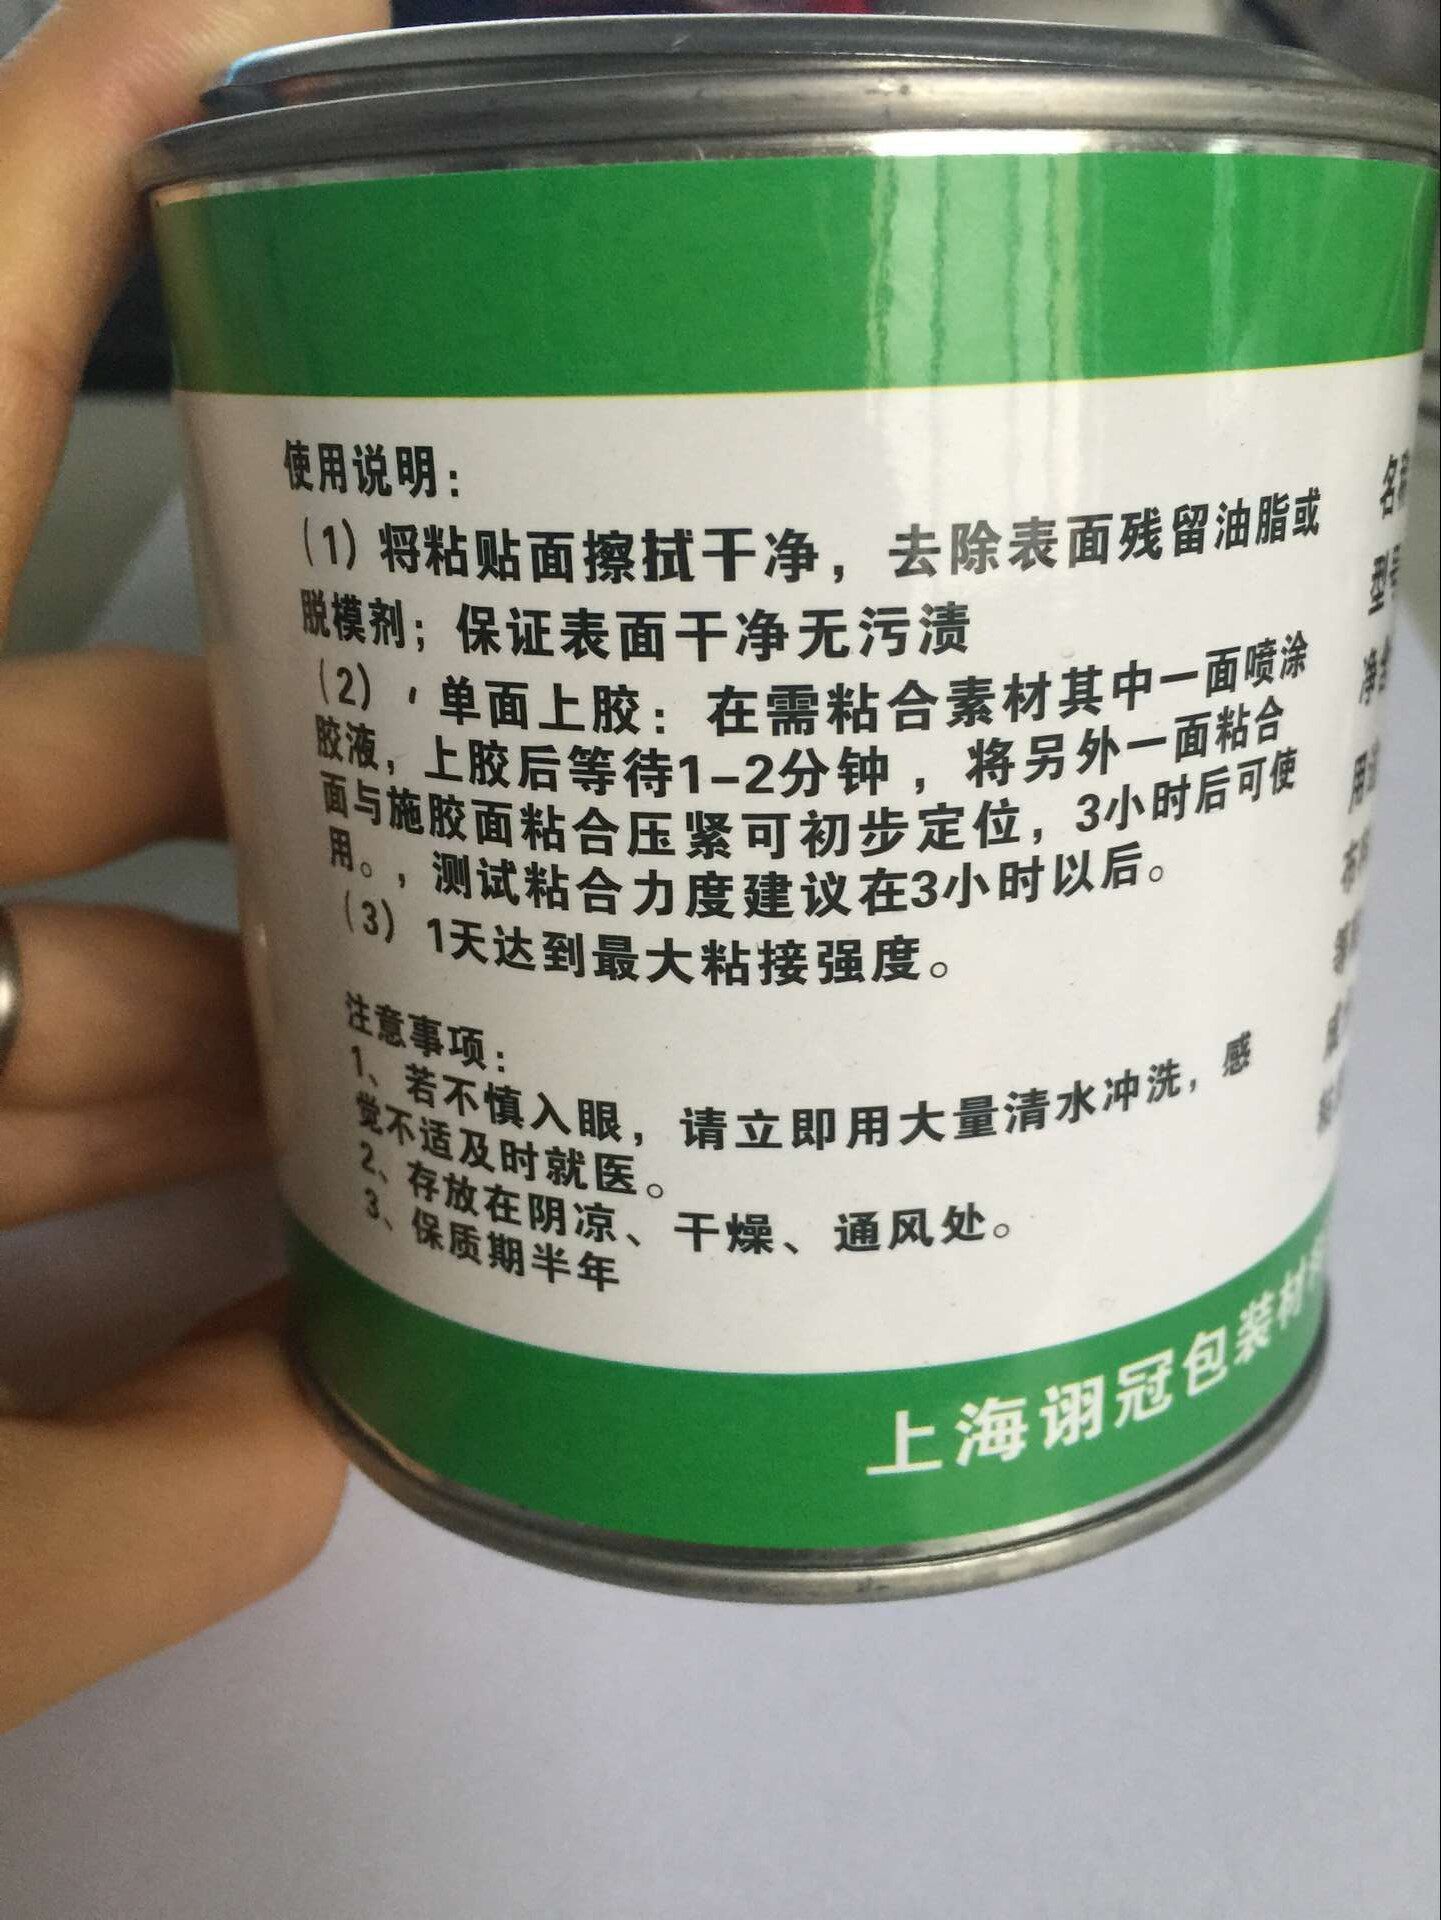 使用说明：
（1）将粘贴面擦拭干净，去除表面残留油脂或
脱模剂；保证表面干净无污渍
（2），单面上胶：在需粘合素材其中一面喷涂
胶液，上胶后等待1-2分钟，将另外一面粘合
面与施胶面粘合压紧可初步定位，3小时后可使
用。，测试粘合力度建议在3小时以后。
（3）1天达到最大粘接强度。
注意事项：
1、若不慎入眼，请立即用大量清水冲洗，感
觉不适及时就医。
2、存放在阴凉、干燥、通风处。
3、保质期半年
上海诩冠包装材
名
型
净
用